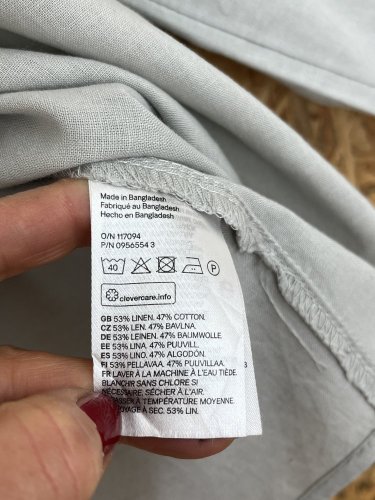 Made in Bangladesh
Fabriqué au Bangladesh
Hecho en Bangladesh
O/N 117094
P/N 0956554 3
40
P
clevercare.info
GB 53% LINEN. 47% COTTON.
CZ 53% LEN. 47% BAVLNA.
DE 53% LEINEN. 47% BAUMWOLLE
EE 53% LINA. 47% PUUVILL.
ES 53% LINO. 47% ALGODÓN.
FI 53% PELLAVAA. 47% PUUVILLAA.
FR LAVER À LA MACHINE À L'EAU TIÈDE.
BLANCHIR SANS CHLORE SI
NÉCESSAIRE. SÉCHER À L'AIR.
REPASSER À TEMPÉRATURE MOYENNE.
À SEC. 53% LIN.